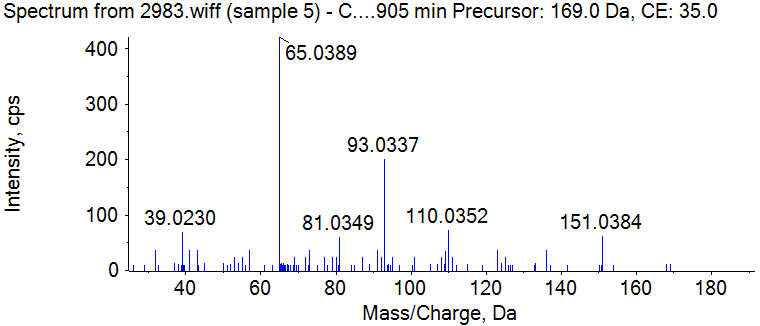 Spectrum from 2983.wiff (sample 5) - C....905 min Precursor: 169.0 Da, CE: 35.0
400
65.0389
300
Intensity, cps
93.0337
200
100
39.0230
81.0349
110.0352
151.0384
0
40 60 80 100 120 140 160 180
Mass/Charge, Da